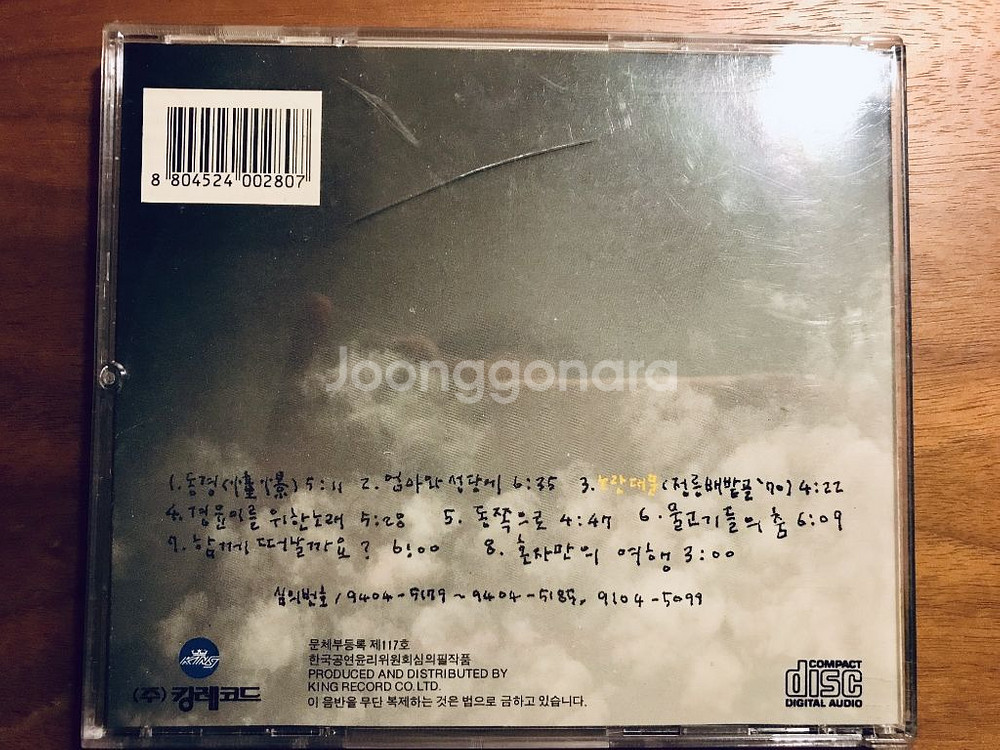 8 804524 002807
Joonggonara
1. 동경(憧憬) 5:11 2. 엄마와 성당에 6:35 3. 노란대문(정릉배밭골 '70) 4:22
4. 경윤이를 위한노래 5:28 5. 동쪽으로 4:47 6. 물고기들의 춤 6:09
7. 함께 떠날까요? 6:00 8. 혼자만의 여행 3:00
심의번호/9404-5179~9404-5185, 9104-5099
KING
(주) 킹레코드
문체부등록 제117호
한국공연윤리위원회심의필작품
PRODUCED AND DISTRIBUTED BY
KING RECORD CO. LTD.
이 음반을 무단 복제하는 것은 법으로 금하고 있습니다.
COMPACT
disc
DIGITAL AUDIO